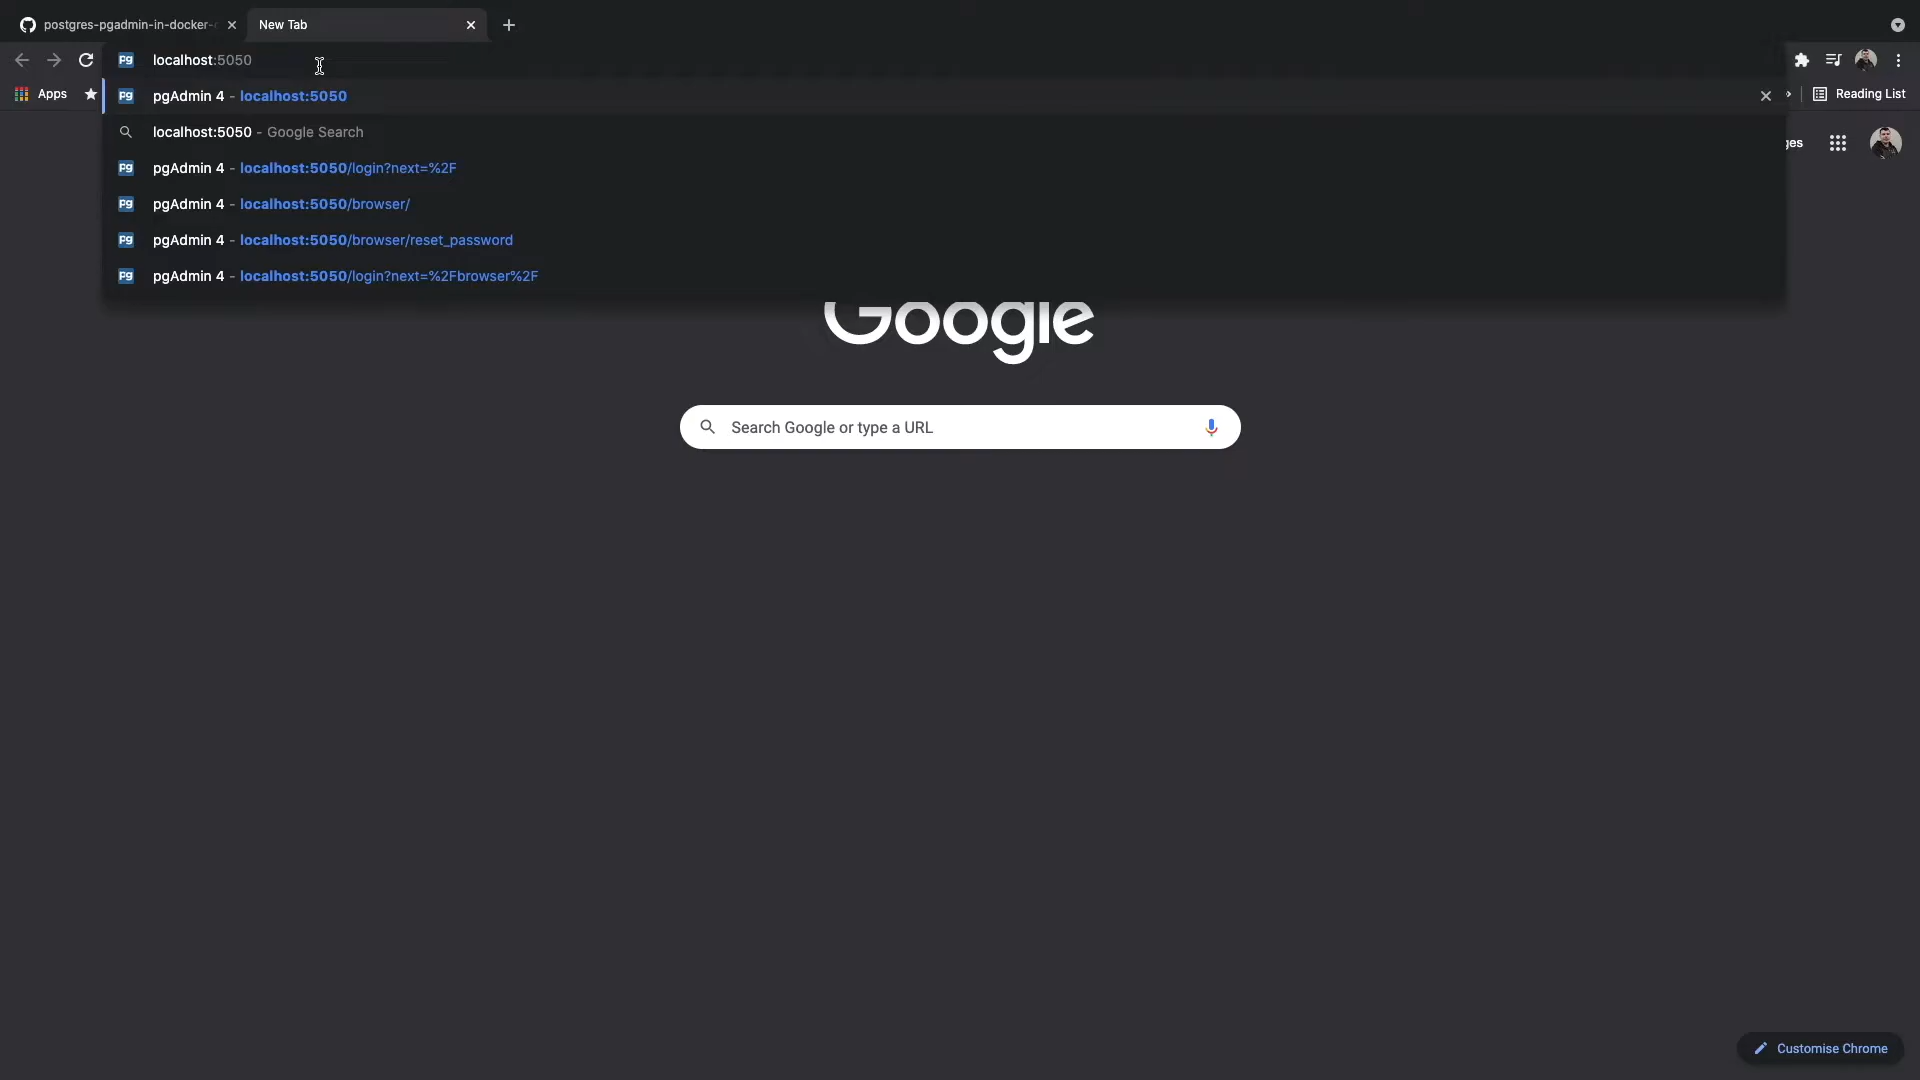 postgres-pgadmin-in-docker-
New Tab
localhost:5050
Apps
pgAdmin 4 - localhost:5050
Reading List
localhost:5050 - Google Search
ges
pgAdmin 4 - localhost:5050/login?next=%2F
pgAdmin 4 - localhost:5050/browser/
pgAdmin 4 - localhost:5050/browser/reset_password
pgAdmin 4 - localhost:5050/login?next=%2Fbrowser%2F
Google
Search Google or type a URL
Customise Chrome